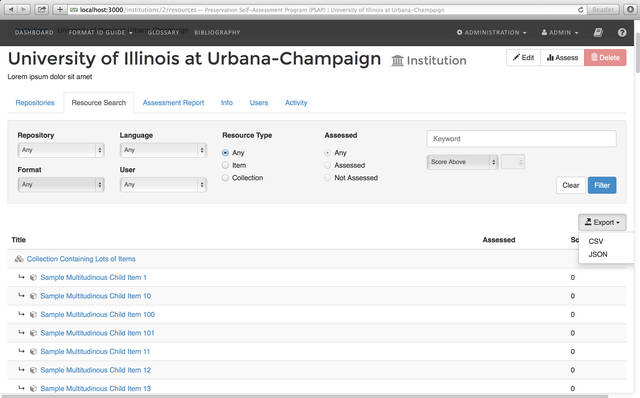 localhost:3000/institutions/2/resources — Preservation Self-Assessment Program (PSAP) | University of Illinois at Urbana-Champaign
Reader
DASHBOARD FORMAT ID GUIDE GLOSSARY BIBLIOGRAPHY ADMINISTRATION ADMIN
University of Illinois at Urbana-Champaign Institution
Edit Assess Delete
Lorem ipsum dolor sit amet
Repositories Resource Search Assessment Report Info Users Activity
Repository Language Resource Type Assessed
Keyword
Any Any Any Any
Item Assessed
Score Above
Format User Collection Not Assessed
Any Any
Clear Filter
Export
Title Assessed
CSV
JSON
Collection Containing Lots of Items
Sample Multitudinous Child Item 1 0
Sample Multitudinous Child Item 10 0
Sample Multitudinous Child Item 100 0
Sample Multitudinous Child Item 101 0
Sample Multitudinous Child Item 11 0
Sample Multitudinous Child Item 12 0
Sample Multitudinous Child Item 13 0